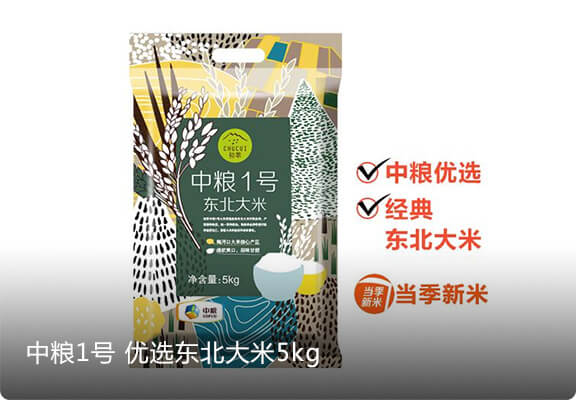 CHUCUI
初萃
中粮1号
东北大米
净含量:5kg
中粮
COFCO
中粮优选
经典
东北大米
当季
新米
当季新米
中粮1号 优选东北大米5kg